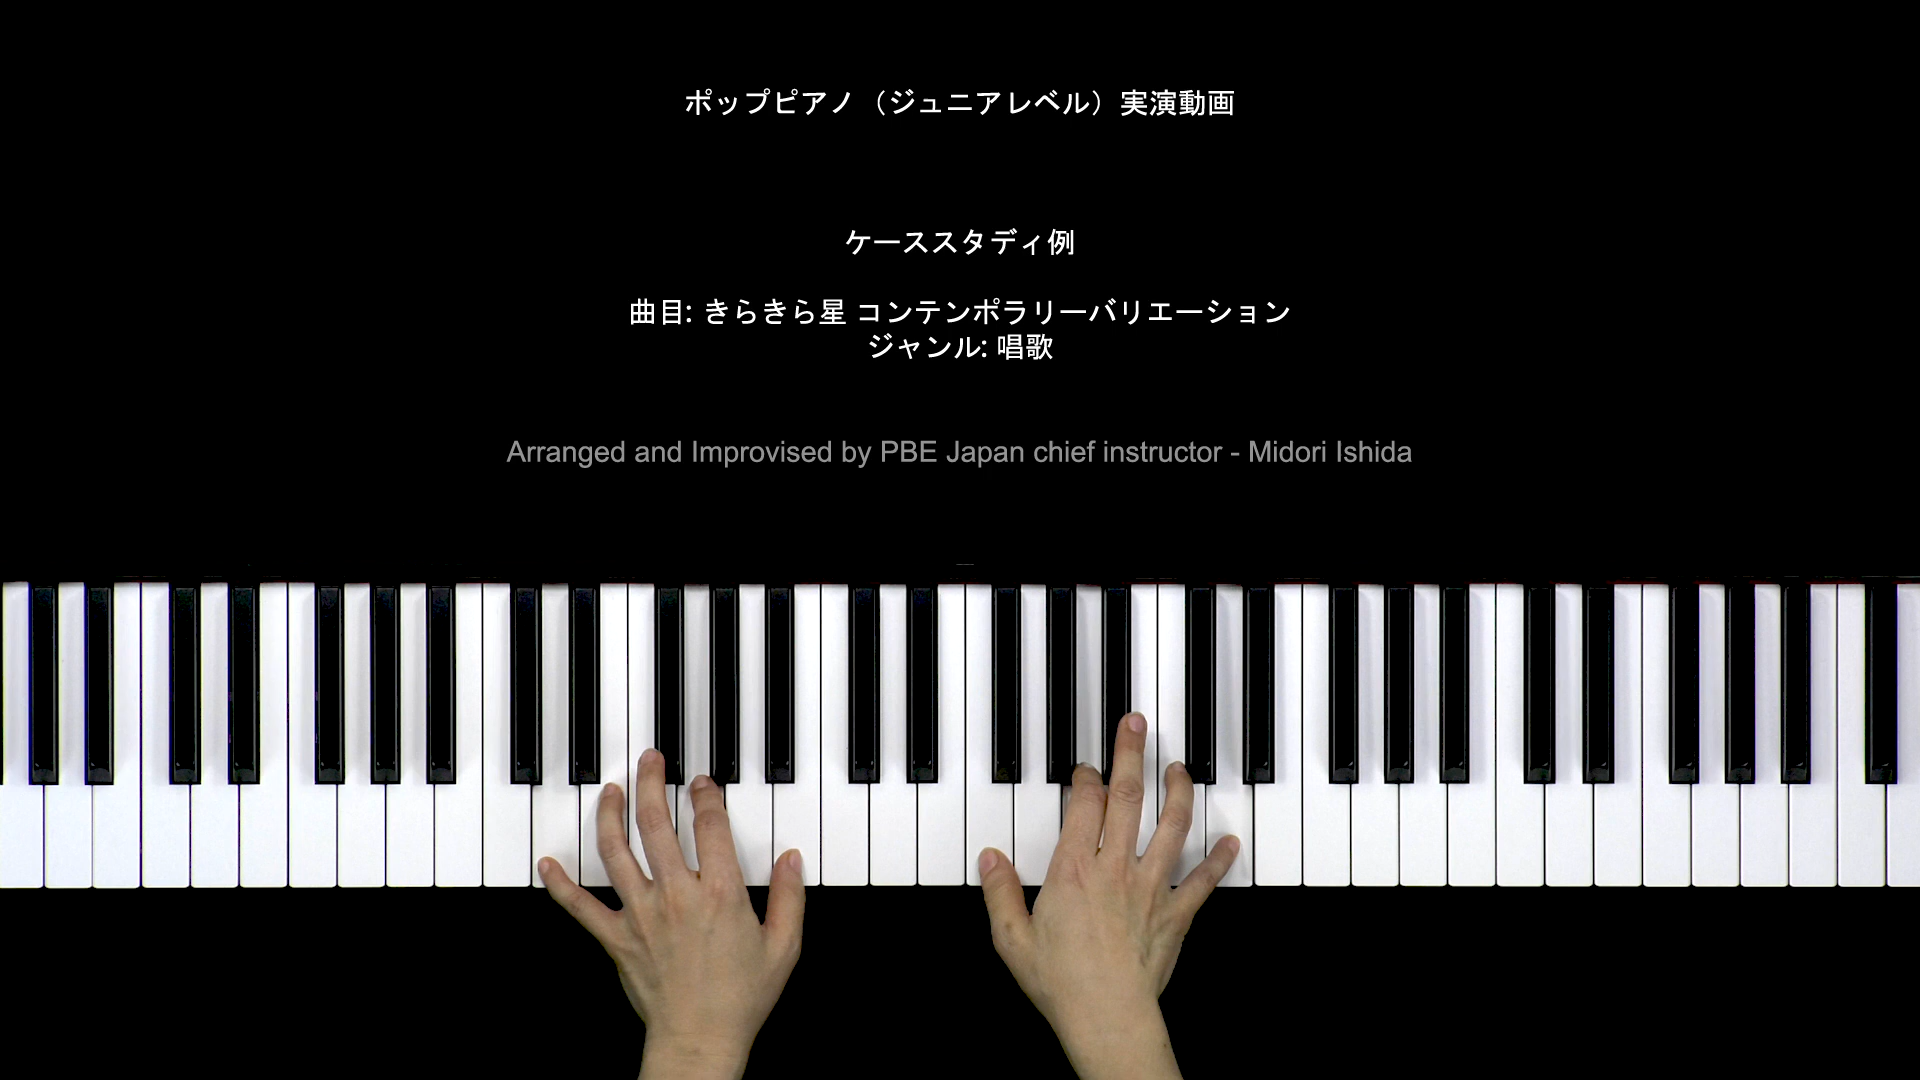 ポップピアノ（ジュニアレベル）実演動画
ケーススタディ例
曲目: きらきら星 コンテンポラリーバリエーション
ジャンル: 唱歌
Arranged and Improvised by PBE Japan chief instructor - Midori Ishida